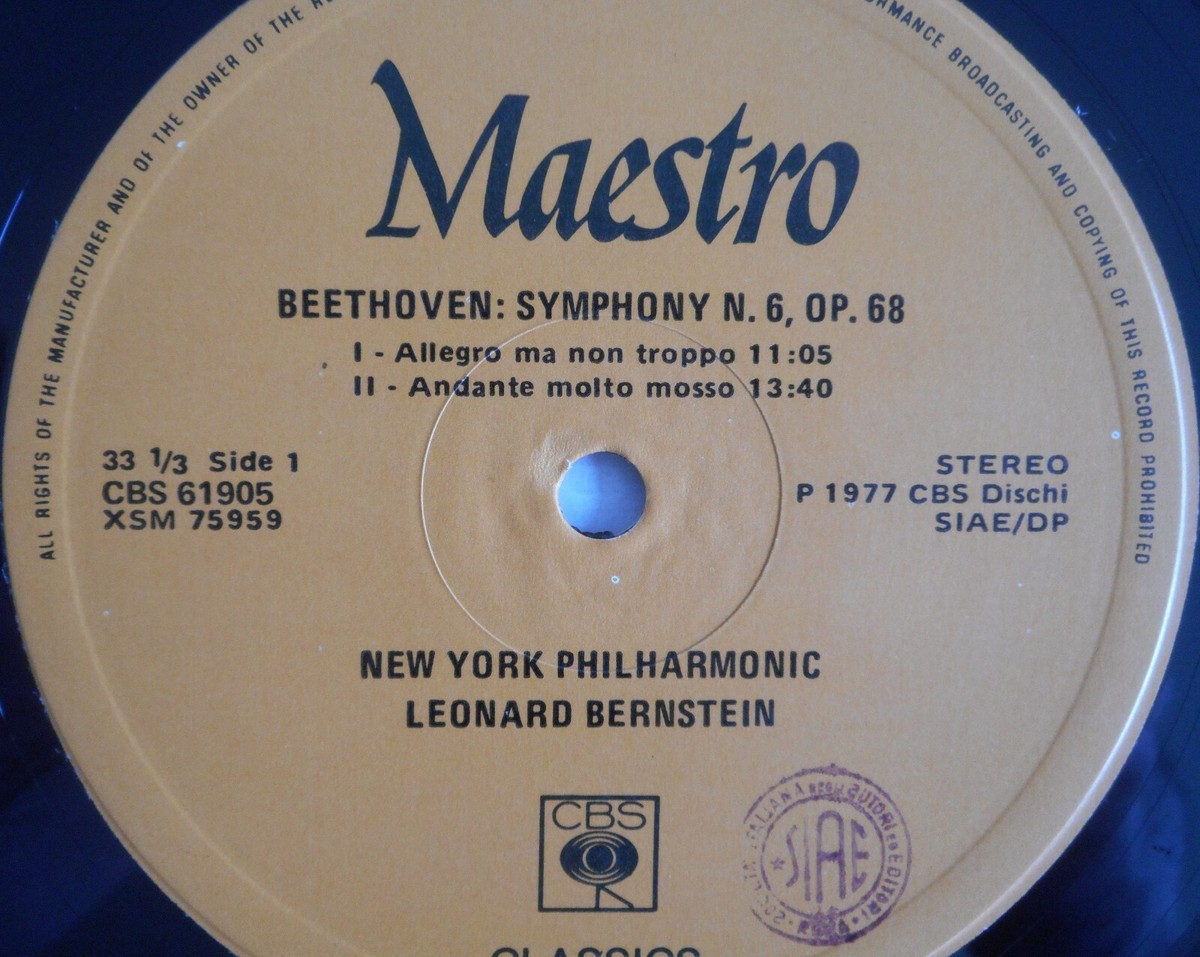 ALL RIGHTS OF THE MANUFACTURER AND OF THE OWNER OF THE
BROADCASTING AND COPYING OF THIS RECORD PROHIBITED
Maestro
BEETHOVEN: SYMPHONY N. 6, OP. 68
I - Allegro ma non troppo 11:05
II - Andante molto mosso 13:40
33 1/3 Side 1
CBS 61905
XSM 75959
STEREO
P 1977 CBS Dischi
SIAE/DP
NEW YORK PHILHARMONIC
LEONARD BERNSTEIN
CBS
SIAE
EDITORI
CLASSICS